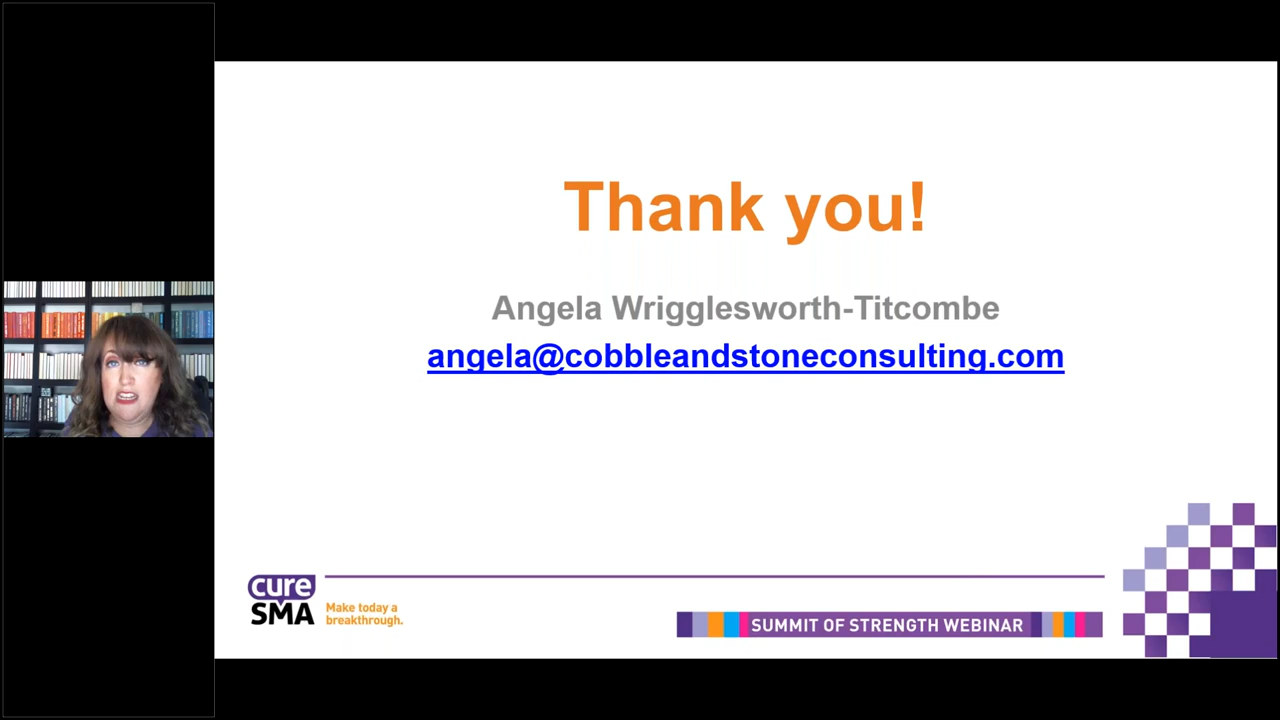 Thank you!
Angela Wrigglesworth-Titcombe
angela@cobbleandstoneconsulting.com
cure
SMA
Make today a
breakthrough.
SUMMIT OF STRENGTH WEBINAR